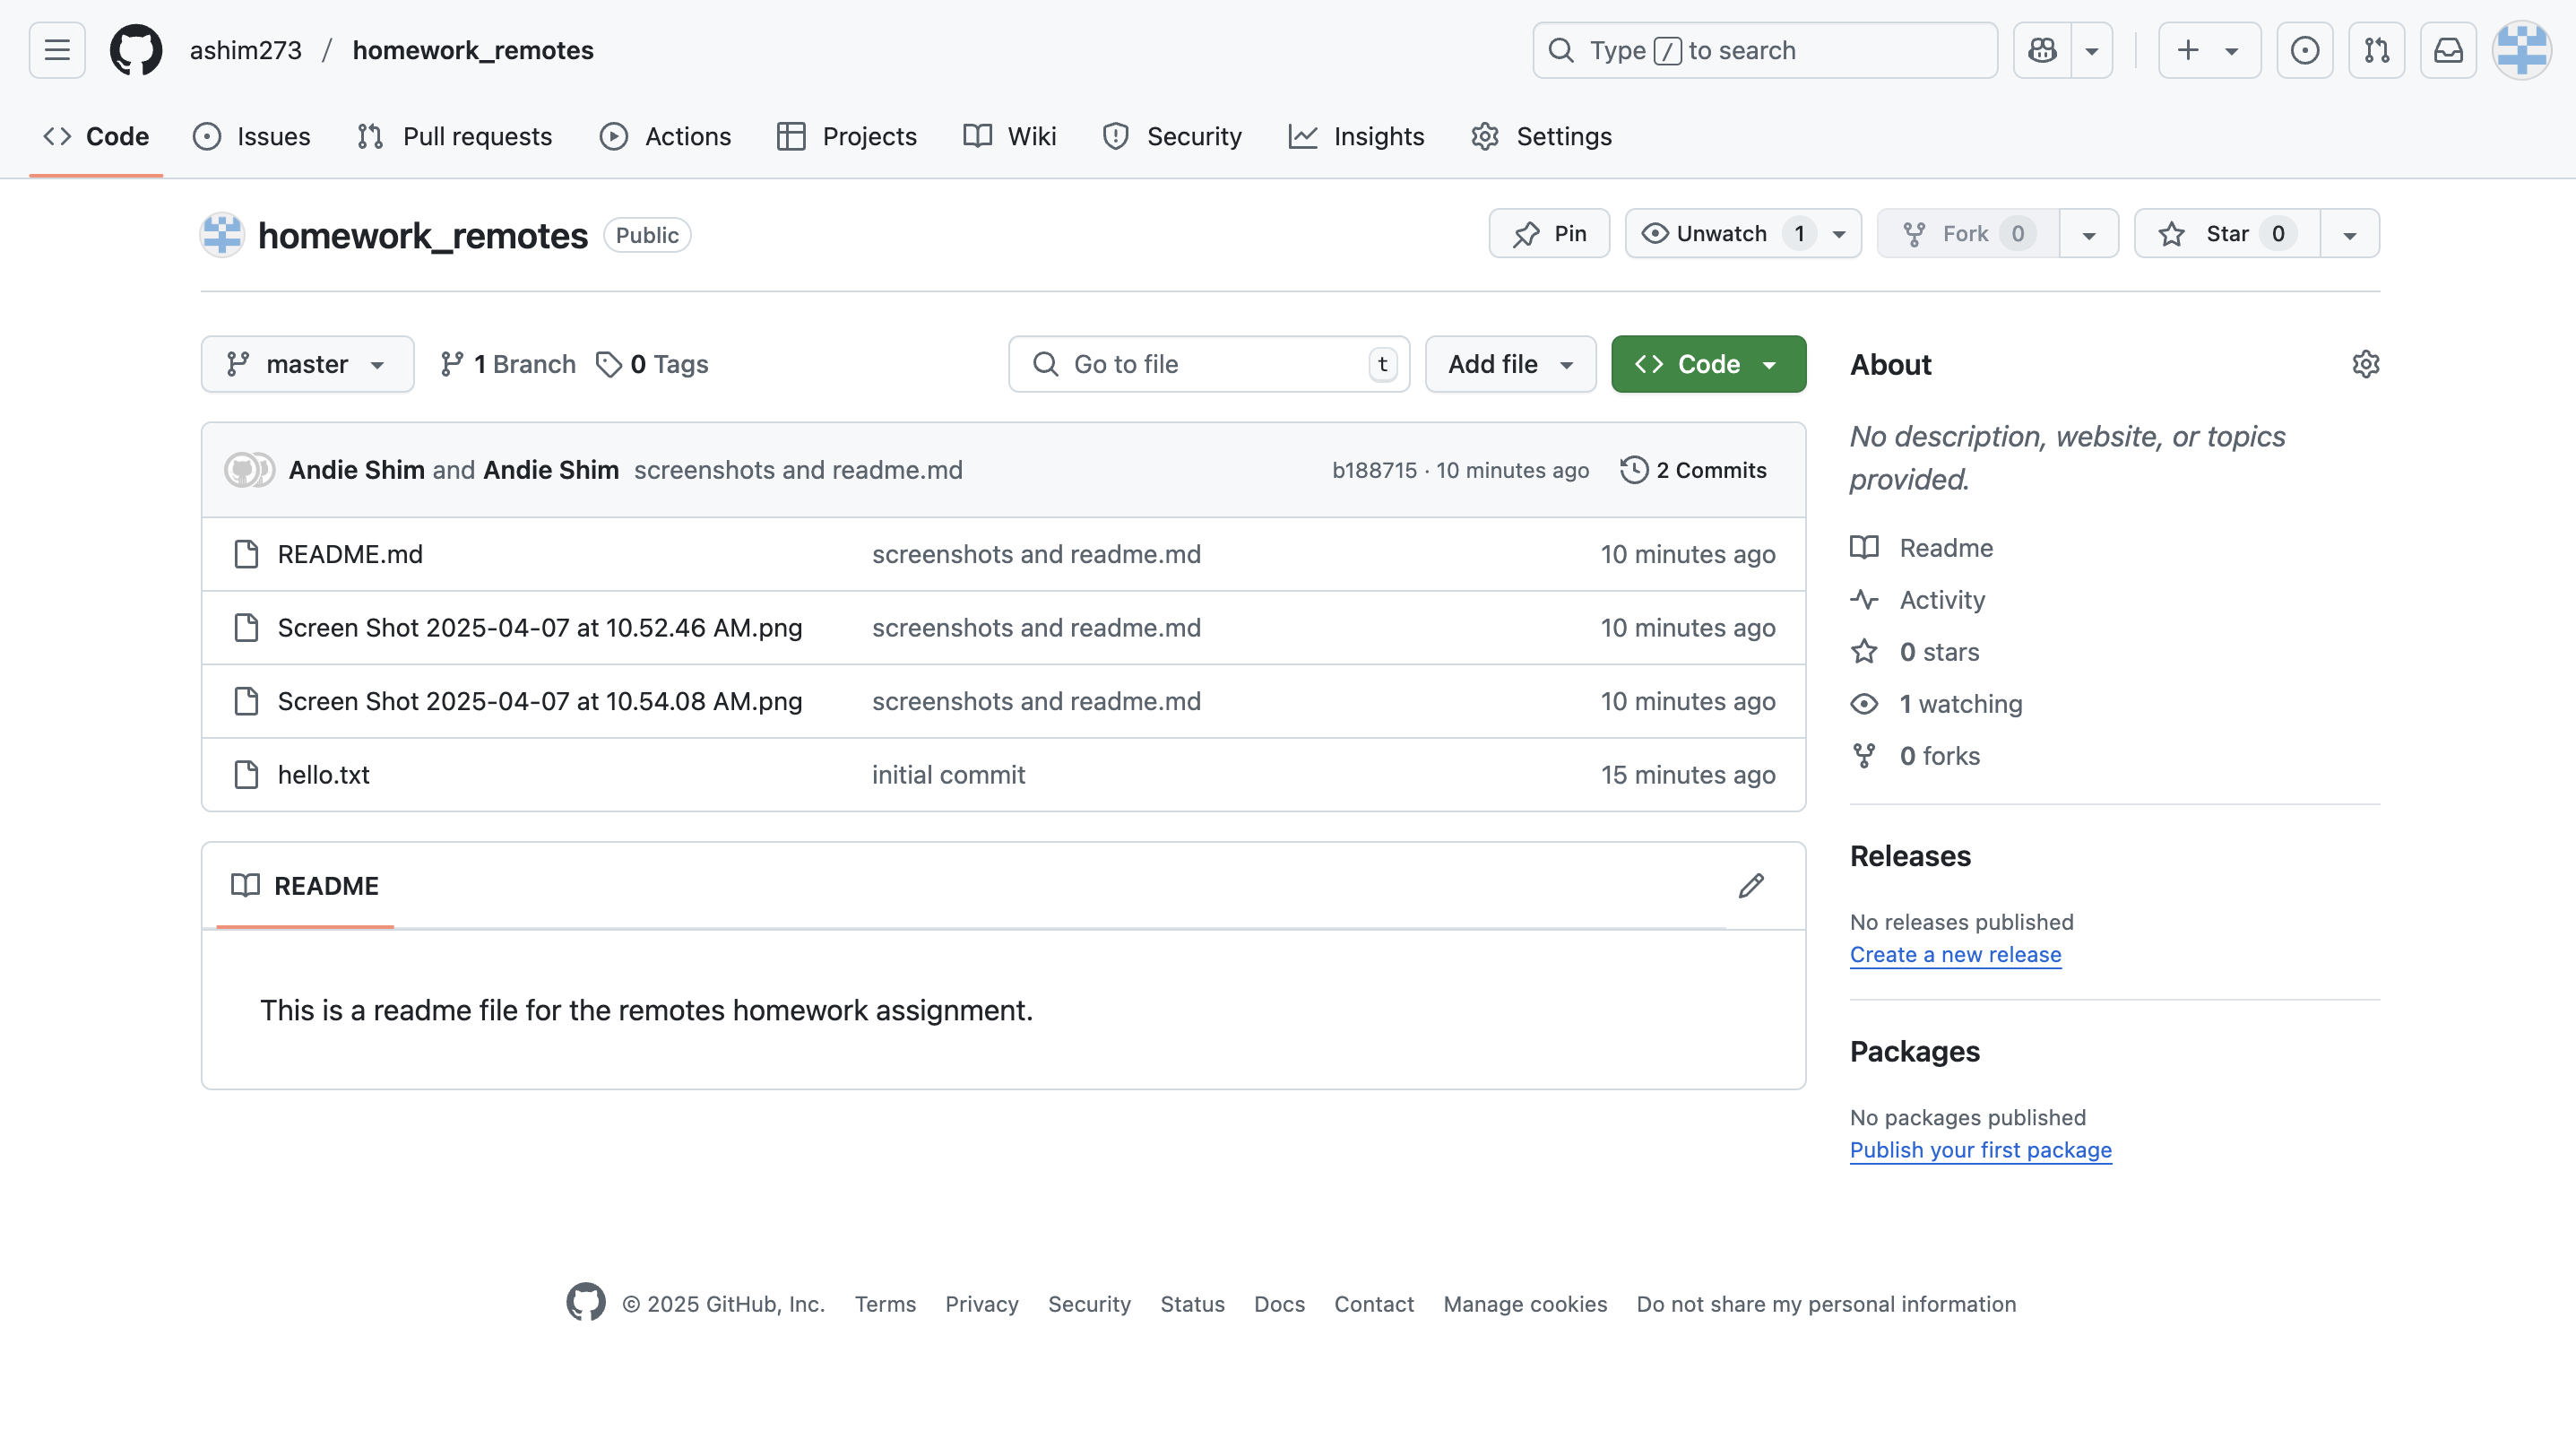 ashim273 / homework_remotes
Type / to search
Code Issues Pull requests Actions Projects Wiki Security Insights Settings
homework_remotes Public
Pin Unwatch 1 Fork 0 Star 0
master 1 Branch 0 Tags Go to file t Add file Code
Andie Shim and Andie Shim screenshots and readme.md b188715 · 10 minutes ago 2 Commits
README.md screenshots and readme.md 10 minutes ago
Screen Shot 2025-04-07 at 10.52.46 AM.png screenshots and readme.md 10 minutes ago
Screen Shot 2025-04-07 at 10.54.08 AM.png screenshots and readme.md 10 minutes ago
hello.txt initial commit 15 minutes ago
README
This is a readme file for the remotes homework assignment.
About
No description, website, or topics
provided.
Readme
Activity
0 stars
1 watching
0 forks
Releases
No releases published
Create a new release
Packages
No packages published
Publish your first package
© 2025 GitHub, Inc. Terms Privacy Security Status Docs Contact Manage cookies Do not share my personal information